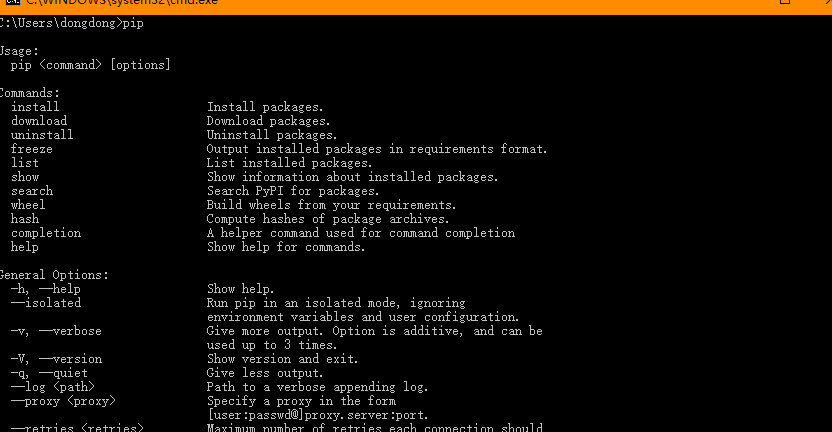 C:\WINDOWS\system32\cmd.exe
C:\Users\dongdong>pip
Usage:
pip <command> [options]
Commands:
install Install packages.
download Download packages.
uninstall Uninstall packages.
freeze Output installed packages in requirements format.
list List installed packages.
show Show information about installed packages.
search Search PyPI for packages.
wheel Build wheels from your requirements.
hash Compute hashes of package archives.
completion A helper command used for command completion
help Show help for commands.
General Options:
-h, --help Show help.
--isolated Run pip in an isolated mode, ignoring
environment variables and user configuration.
-v, --verbose Give more output. Option is additive, and can be
used up to 3 times.
-V, --version Show version and exit.
-q, --quiet Give less output.
--log <path> Path to a verbose appending log.
--proxy <proxy> Specify a proxy in the form
[user:passwd@]proxy.server:port.
--retries <retries> Maximum number of retries each connection should